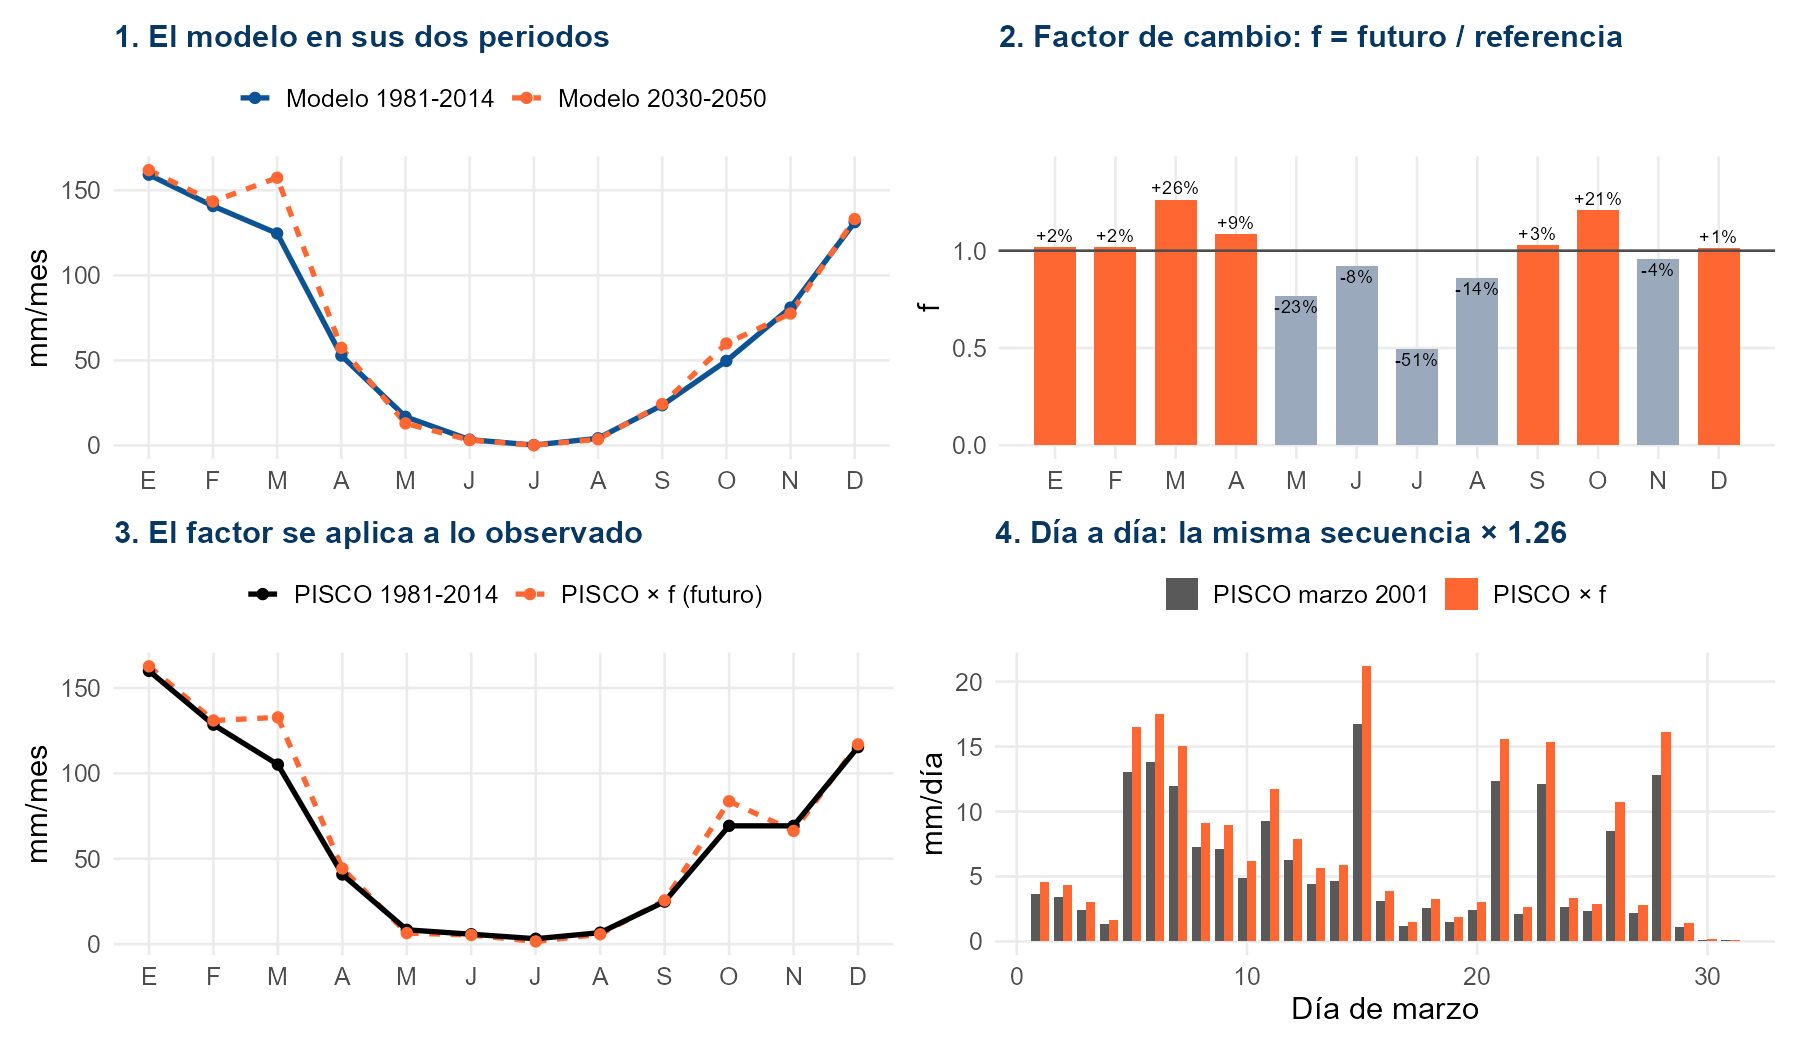 1. El modelo en sus dos periodos
Modelo 1981-2014 Modelo 2030-2050
mm/mes
150
100
50
0
E F M A M J J A S O N D
2. Factor de cambio: f = futuro / referencia
f
1.0
0.5
0.0
+2% +2% +26% +9% -23% -8% -51% -14% +3% +21% -4% +1%
E F M A M J J A S O N D
3. El factor se aplica a lo observado
PISCO 1981-2014 PISCO × f (futuro)
mm/mes
150
100
50
0
E F M A M J J A S O N D
4. Día a día: la misma secuencia × 1.26
PISCO marzo 2001 PISCO × f
mm/día
20
15
10
5
0
0 10 20 30
Día de marzo